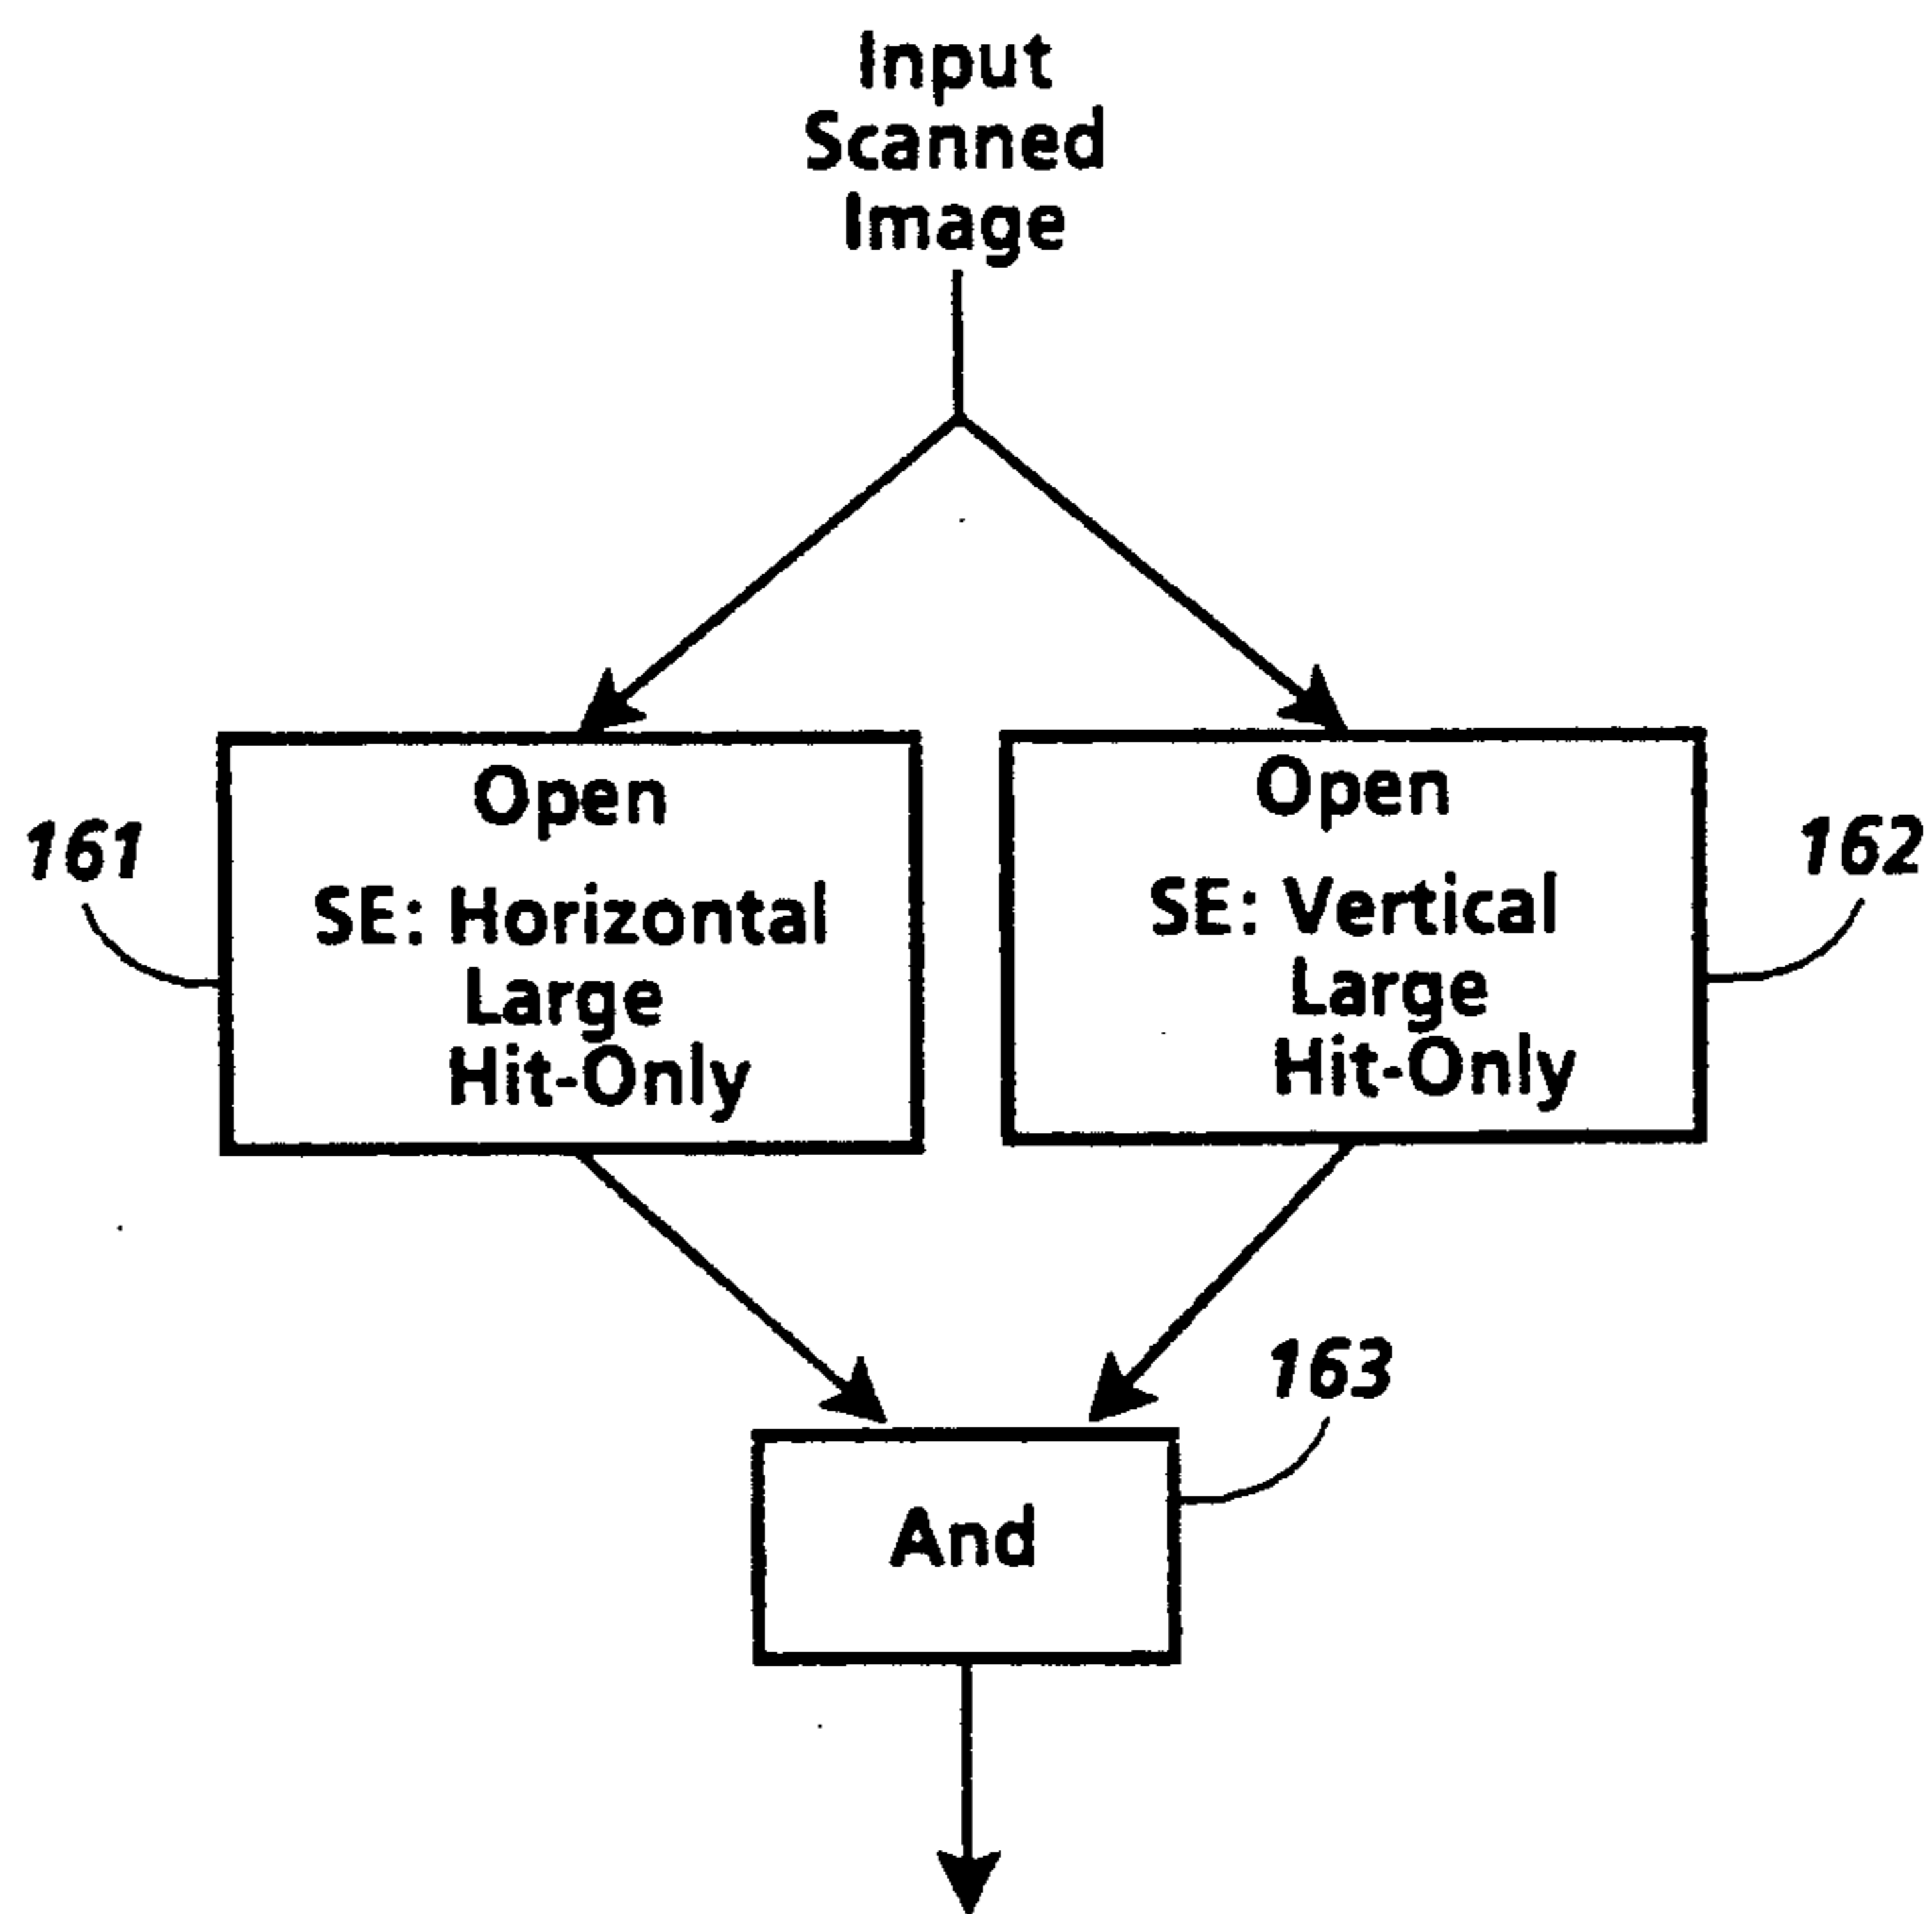 Input
Scanned
Image
161
Open
SE: Horizontal
Large
Hit-Only
Open
SE: Vertical
Large
Hit-Only
162
163
And